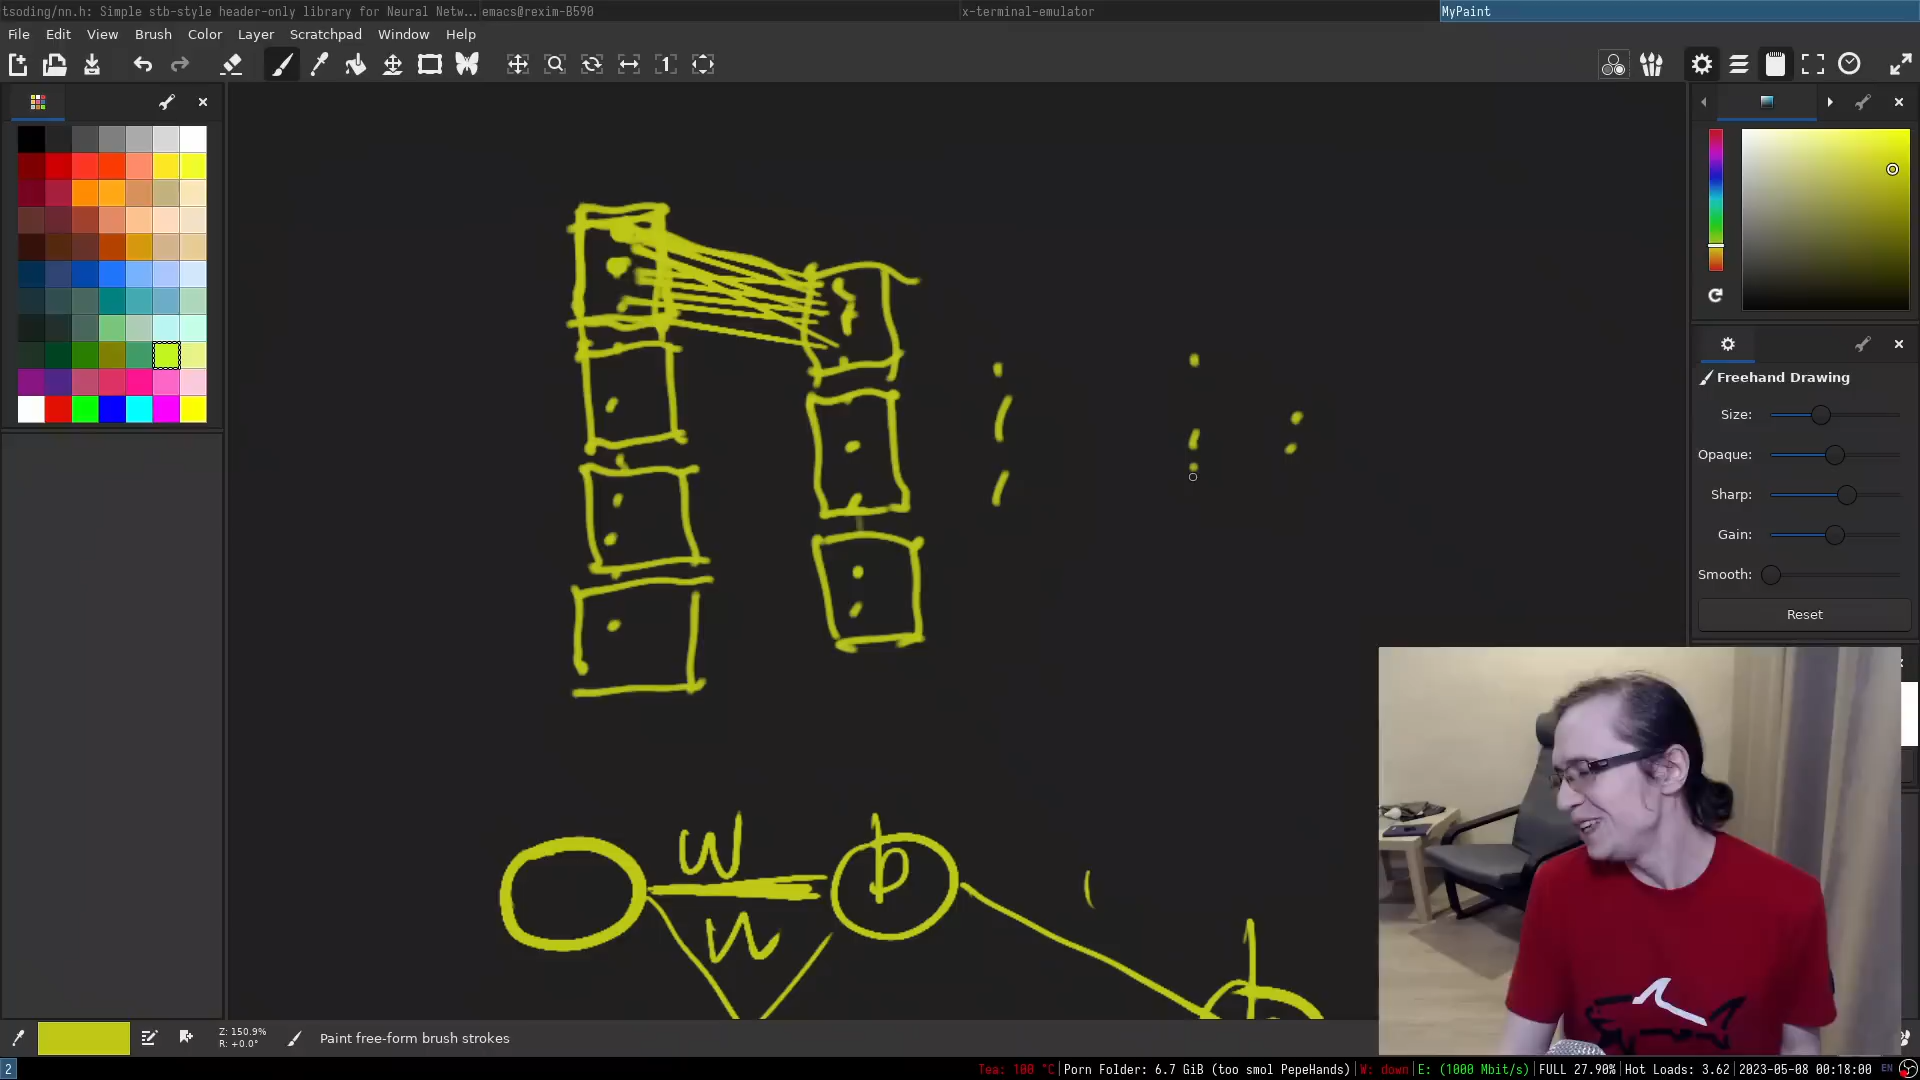 tsoding/nn.h: Simple stb-style header-only library for Neural Netw...
emacs@rexim-B590
x-terminal-emulator
MyPaint
File Edit View Brush Color Layer Scratchpad Window Help
1
Freehand Drawing
Size:
Opaque:
Sharp:
Gain:
Smooth:
Reset
W
b
W
Z: 150.9%
R: +0.0°
Paint free-form brush strokes
2
Tea: 100 °C|Porn Folder: 6.7 GiB (too smol PepeHands)|W: down|E: (1000 Mbit/s)|FULL 27.90%|Hot Loads: 3.62|2023-05-08 00:18:00 EN